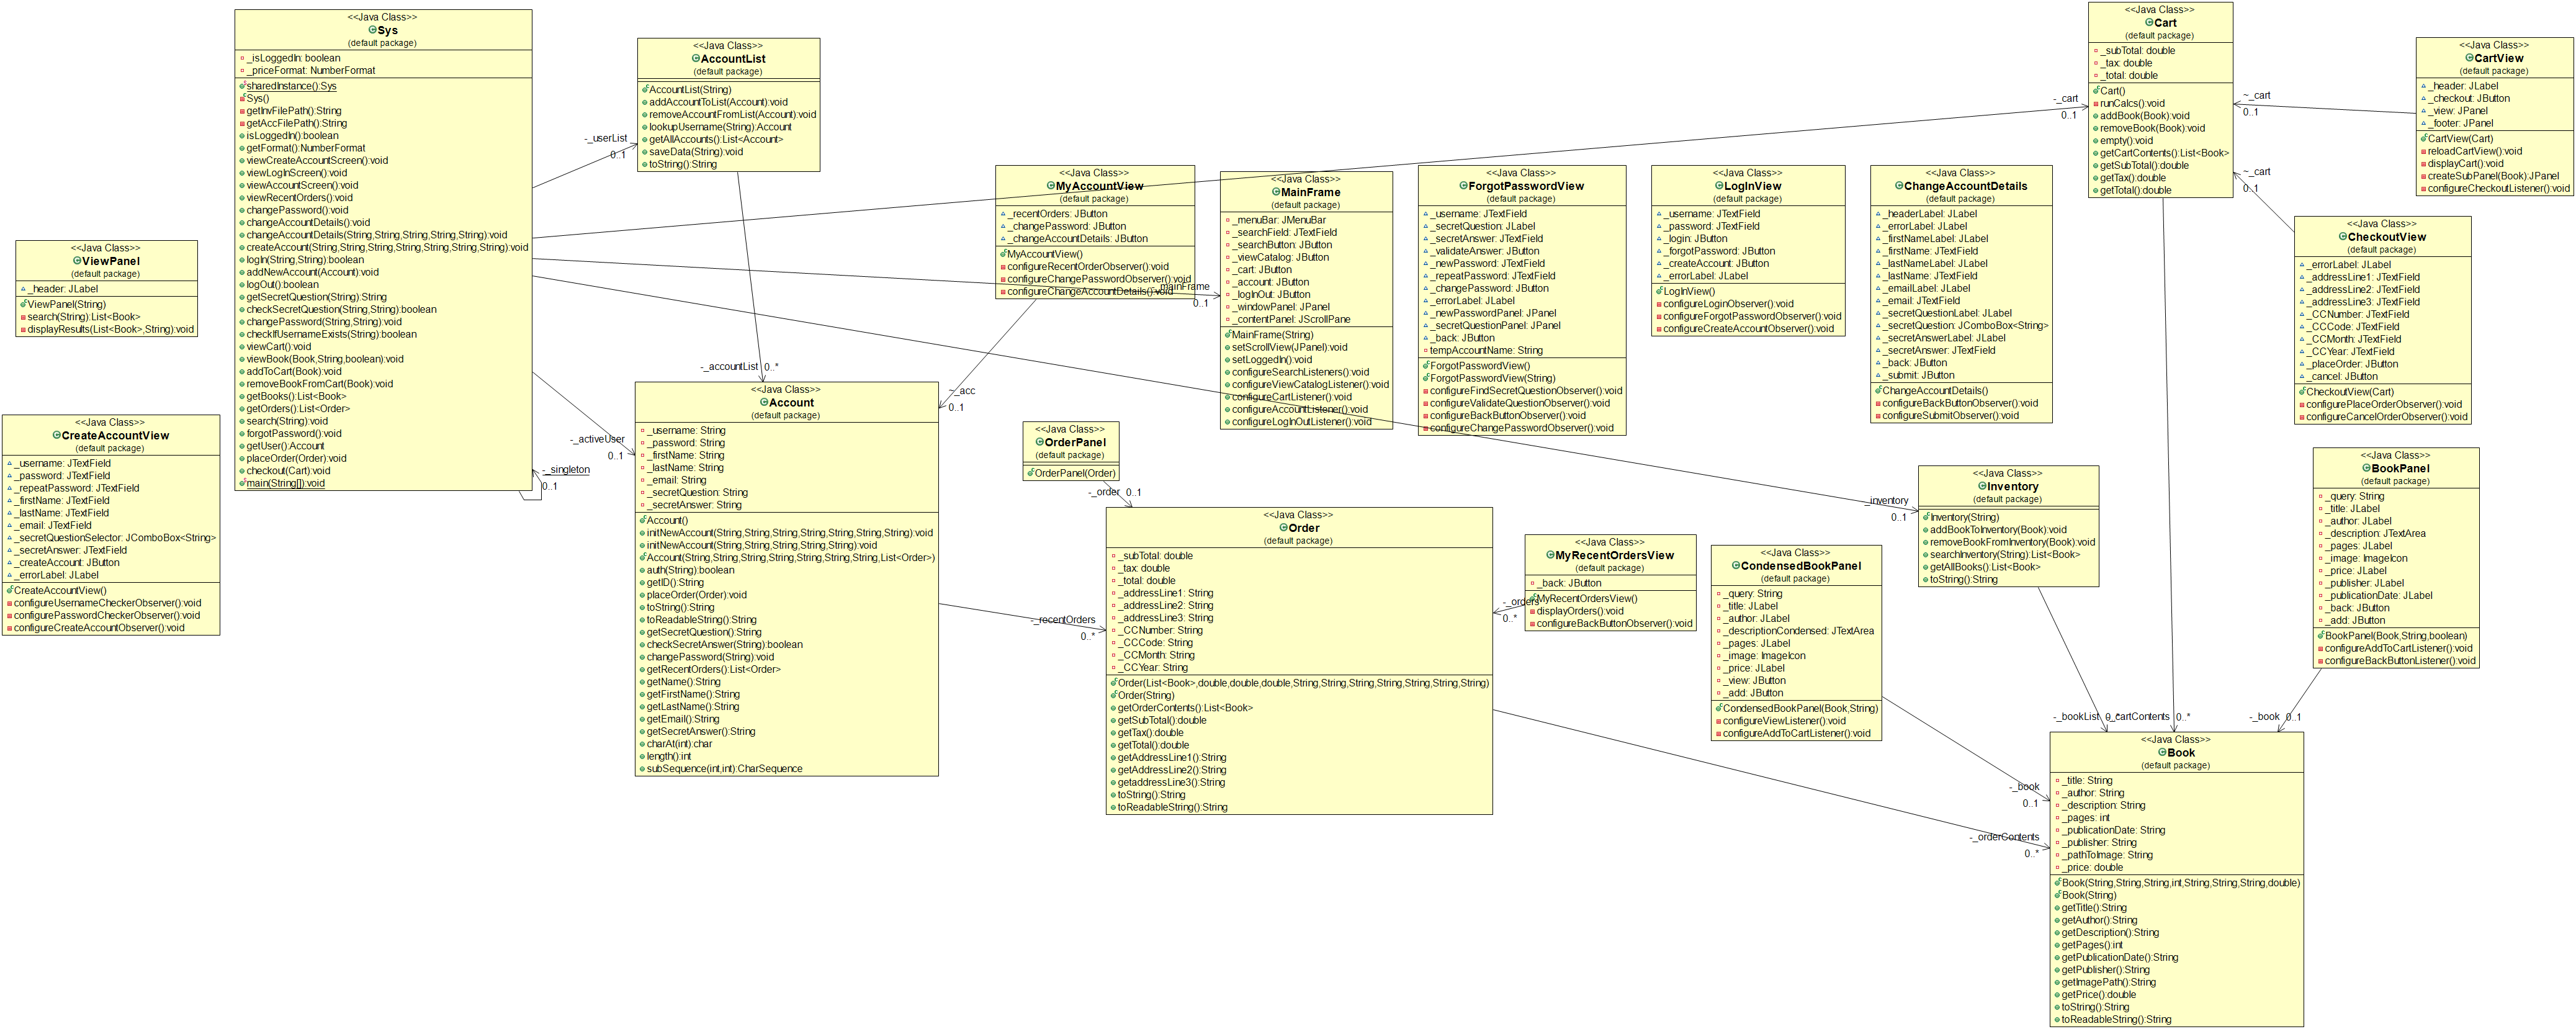 <<Java Class>>
Sys
(default package)
_isLoggedIn: boolean
_priceFormat: NumberFormat
sharedInstance():Sys
Sys()
getInvFilePath():String
getAccFilePath():String
isLoggedIn():boolean
getFormat():NumberFormat
viewCreateAccountScreen():void
viewLogInScreen():void
viewAccountScreen():void
viewRecentOrders():void
changePassword():void
changeAccountDetails():void
changeAccountDetails(String,String,String,String,String):void
createAccount(String,String,String,String,String,String,String):void
logIn(String,String):boolean
addNewAccount(Account):void
logOut():boolean
getSecretQuestion(String):String
checkSecretQuestion(String,String):boolean
changePassword(String,String):void
checkIfUsernameExists(String):boolean
viewCart():void
viewBook(Book,String,boolean):void
addToCart(Book):void
removeBookFromCart(Book):void
getBooks():List<Book>
getOrders():List<Order>
search(String):void
forgotPassword():void
getUser():Account
placeOrder(Order):void
checkout(Cart):void
main(String[]):void
-_singleton
0..1
<<Java Class>>
ViewPanel
(default package)
_header: JLabel
ViewPanel(String)
search(String):List<Book>
displayResults(List<Book>,String):void
<<Java Class>>
CreateAccountView
(default package)
_username: JTextField
_password: JTextField
_repeatPassword: JTextField
_firstName: JTextField
_lastName: JTextField
_email: JTextField
_secretQuestionSelector: JComboBox<String>
_secretAnswer: JTextField
_createAccount: JButton
_errorLabel: JLabel
CreateAccountView()
configureUsernameCheckerObserver():void
configurePasswordCheckerObserver():void
configureCreateAccountObserver():void
<<Java Class>>
AccountList
(default package)
AccountList(String)
addAccountToList(Account):void
removeAccountFromList(Account):void
lookupUsername(String):Account
getAllAccounts():List<Account>
saveData(String):void
toString():String
-_userList
0..1
-_accountList 0..*
-_activeUser
0..1
<<Java Class>>
Account
(default package)
_username: String
_password: String
_firstName: String
_lastName: String
_email: String
_secretQuestion: String
_secretAnswer: String
Account()
initNewAccount(String,String,String,String,String,String,String):void
initNewAccount(String,String,String,String,String):void
Account(String,String,String,String,String,String,String,List<Order>)
auth(String):boolean
getID():String
placeOrder(Order):void
toString():String
toReadableString():String
getSecretQuestion():String
checkSecretAnswer(String):boolean
changePassword(String):void
getRecentOrders():List<Order>
getName():String
getFirstName():String
getLastName():String
getEmail():String
getSecretAnswer():String
charAt(int):char
length():int
subSequence(int,int):CharSequence
<<Java Class>>
MyAccountView
(default package)
_recentOrders: JButton
_changePassword: JButton
_changeAccountDetails: JButton
MyAccountView()
configureRecentOrderObserver():void
configureChangePasswordObserver():void
configureChangeAccountDetails():void
~_acc
0..1
_mainFrame
0..1
<<Java Class>>
MainFrame
(default package)
_menuBar: JMenuBar
_searchField: JTextField
_searchButton: JButton
_viewCatalog: JButton
_cart: JButton
_account: JButton
_logInOut: JButton
_windowPanel: JPanel
_contentPanel: JScrollPane
MainFrame(String)
setScrollView(JPanel):void
setLoggedIn():void
configureSearchListeners():void
configureViewCatalogListener():void
configureCartListener():void
configureAccountListener():void
configureLogInOutListener():void
<<Java Class>>
ForgotPasswordView
(default package)
_username: JTextField
_secretQuestion: JLabel
_secretAnswer: JTextField
_validateAnswer: JButton
_newPassword: JTextField
_repeatPassword: JTextField
_changePassword: JButton
_errorLabel: JLabel
_newPasswordPanel: JPanel
_secretQuestionPanel: JPanel
_back: JButton
tempAccountName: String
ForgotPasswordView()
ForgotPasswordView(String)
configureFindSecretQuestionObserver():void
configureValidateQuestionObserver():void
configureBackButtonObserver():void
configureChangePasswordObserver():void
<<Java Class>>
LogInView
(default package)
_username: JTextField
_password: JTextField
_login: JButton
_forgotPassword: JButton
_createAccount: JButton
_errorLabel: JLabel
LogInView()
configureLoginObserver():void
configureForgotPasswordObserver():void
configureCreateAccountObserver():void
<<Java Class>>
ChangeAccountDetails
(default package)
_headerLabel: JLabel
_errorLabel: JLabel
_firstNameLabel: JLabel
_firstName: JTextField
_lastNameLabel: JLabel
_lastName: JTextField
_emailLabel: JLabel
_email: JTextField
_secretQuestionLabel: JLabel
_secretQuestion: JComboBox<String>
_secretAnswerLabel: JLabel
_secretAnswer: JTextField
_back: JButton
_submit: JButton
ChangeAccountDetails()
configureBackButtonObserver():void
configureSubmitObserver():void
<<Java Class>>
Cart
(default package)
_subTotal: double
_tax: double
_total: double
Cart()
runCalcs():void
addBook(Book):void
removeBook(Book):void
empty():void
getCartContents():List<Book>
getSubTotal():double
getTax():double
getTotal():double
-_cart
0..1
~_cart
0..1
~_cart
0..1
<<Java Class>>
CartView
(default package)
_header: JLabel
_checkout: JButton
_view: JPanel
_footer: JPanel
CartView(Cart)
reloadCartView():void
displayCart():void
createSubPanel(Book):JPanel
configureCheckoutListener():void
<<Java Class>>
CheckoutView
(default package)
_errorLabel: JLabel
_addressLine1: JTextField
_addressLine2: JTextField
_addressLine3: JTextField
_CCNumber: JTextField
_CCCode: JTextField
_CCMonth: JTextField
_CCYear: JTextField
_placeOrder: JButton
_cancel: JButton
CheckoutView(Cart)
configurePlaceOrderObserver():void
configureCancelOrderObserver():void
<<Java Class>>
OrderPanel
(default package)
OrderPanel(Order)
-_order 0..1
-_recentOrders
0..*
<<Java Class>>
Order
(default package)
_subTotal: double
_tax: double
_total: double
_addressLine1: String
_addressLine2: String
_addressLine3: String
_CCNumber: String
_CCCode: String
_CCMonth: String
_CCYear: String
Order(List<Book>,double,double,double,String,String,String,String,String,String,String)
Order(String)
getOrderContents():List<Book>
getSubTotal():double
getTax():double
getTotal():double
getAddressLine1():String
getAddressLine2():String
getaddressLine3():String
toString():String
toReadableString():String
-_orders
0..*
<<Java Class>>
MyRecentOrdersView
(default package)
_back: JButton
MyRecentOrdersView()
displayOrders():void
configureBackButtonObserver():void
<<Java Class>>
CondensedBookPanel
(default package)
_query: String
_title: JLabel
_author: JLabel
_descriptionCondensed: JTextArea
_pages: JLabel
_image: ImageIcon
_price: JLabel
_view: JButton
_add: JButton
CondensedBookPanel(Book,String)
configureViewListener():void
configureAddToCartListener():void
_inventory
0..1
<<Java Class>>
Inventory
(default package)
Inventory(String)
addBookToInventory(Book):void
removeBookFromInventory(Book):void
searchInventory(String):List<Book>
getAllBooks():List<Book>
toString():String
<<Java Class>>
BookPanel
(default package)
_query: String
_title: JLabel
_author: JLabel
_description: JTextArea
_pages: JLabel
_image: ImageIcon
_price: JLabel
_publisher: JLabel
_publicationDate: JLabel
_back: JButton
_add: JButton
BookPanel(Book,String,boolean)
configureAddToCartListener():void
configureBackButtonListener():void
-_bookList 0..*
-_cartContents 0..*
-_book 0..1
-_book
0..1
-_orderContents
0..*
<<Java Class>>
Book
(default package)
_title: String
_author: String
_description: String
_pages: int
_publicationDate: String
_publisher: String
_pathToImage: String
_price: double
Book(String,String,String,int,String,String,String,double)
Book(String)
getTitle():String
getAuthor():String
getDescription():String
getPages():int
getPublicationDate():String
getPublisher():String
getImagePath():String
getPrice():double
toString():String
toReadableString():String